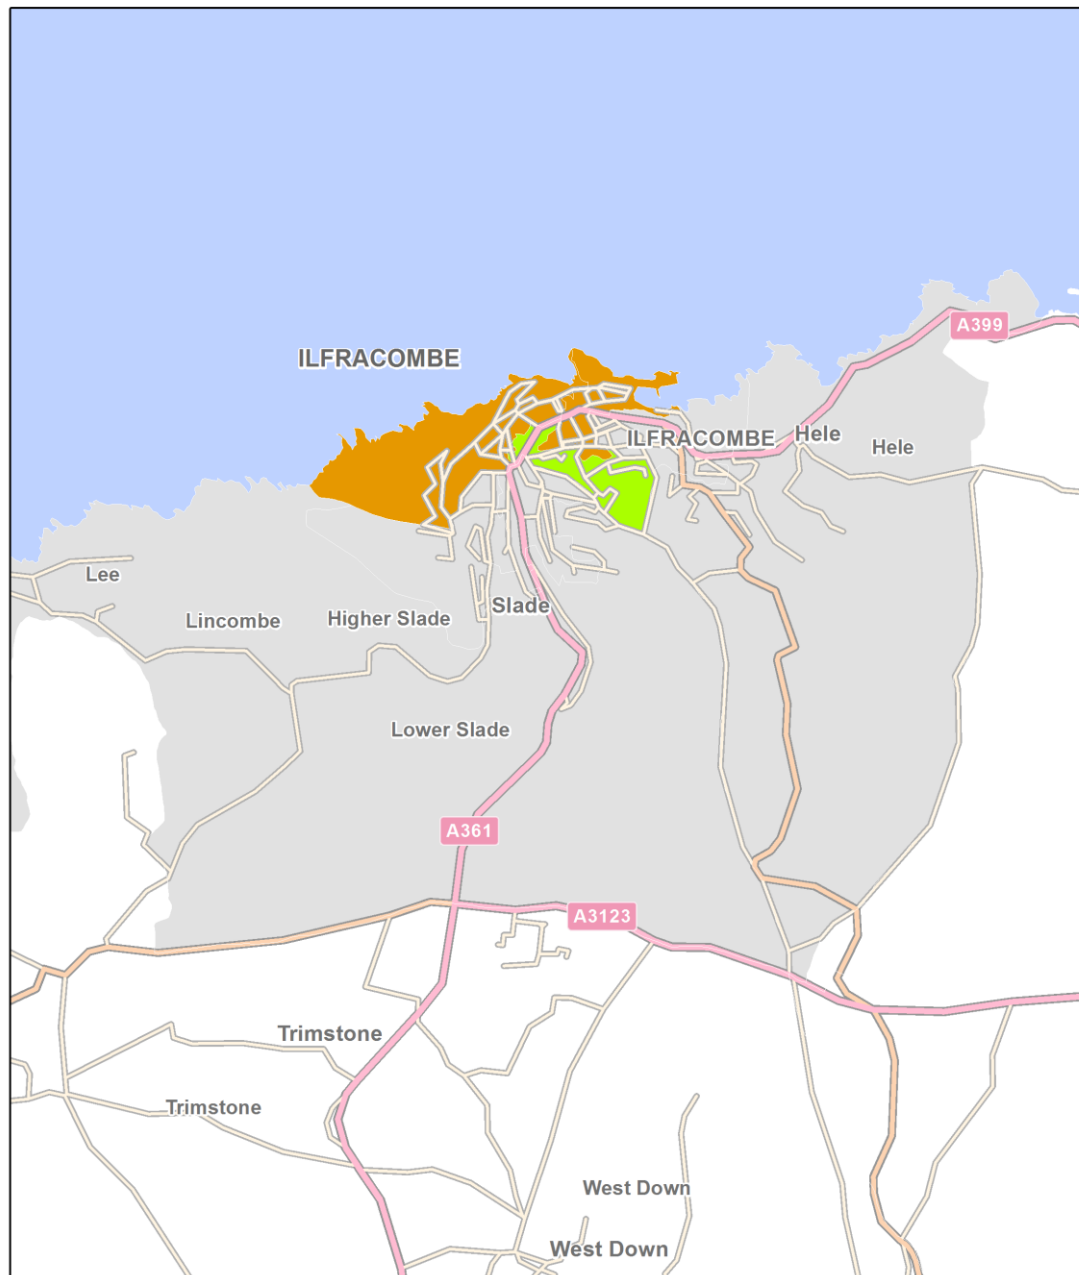 A399
ILFRACOMBE
ILFRACOMBE
Hele
Hele
Lee
Lincombe
Higher Slade
Slade
Lower Slade
A361
A3123
Trimstone
Trimstone
West Down
West Down